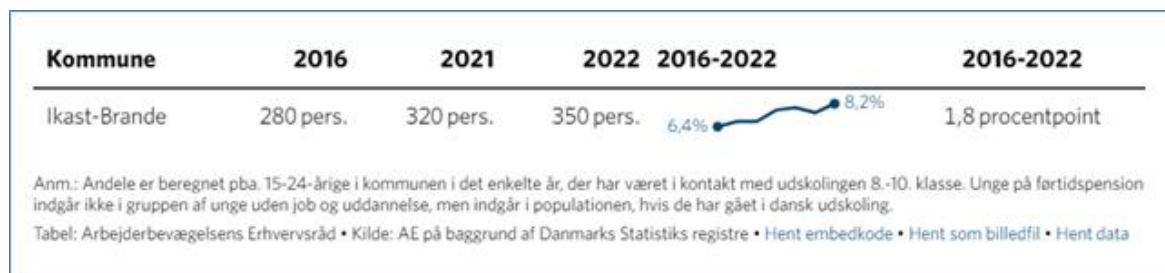 Kommune 2016 2021 2022 2016-2022 2016-2022
Ikast-Brande 280 pers. 320 pers. 350 pers. 6,4% 8,2% 1,8 procentpoint
Anm.: Andele er beregnet pba. 15-24-årige i kommunen i det enkelte år, der har været i kontakt med udskolingen 8.-10. klasse. Unge på førtidspension
indgår ikke i gruppen af unge uden job og uddannelse, men indgår i populationen, hvis de har gået i dansk udskoling.
Tabel: Arbejderbevægelsens Erhvervsråd • Kilde: AE på baggrund af Danmarks Statistiks registre • Hent embedkode • Hent som billedfil • Hent data